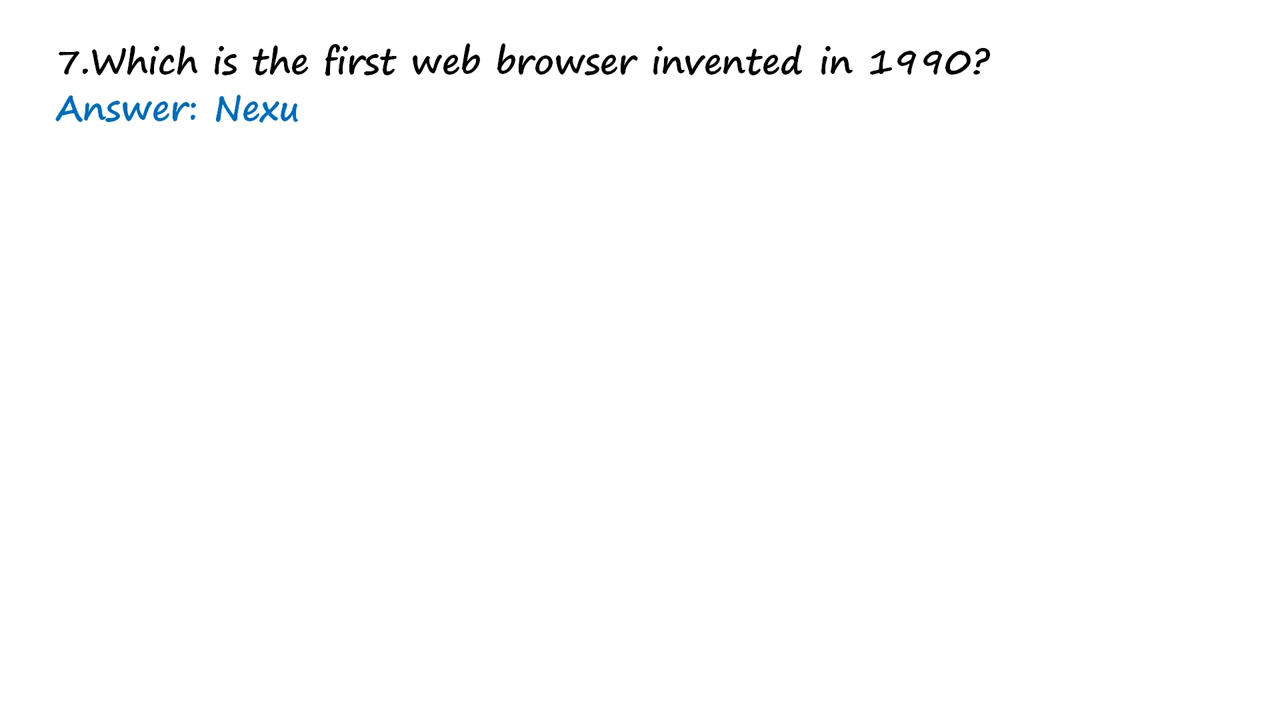 7.Which is the first web browser invented in 1990?
Answer: Nexu